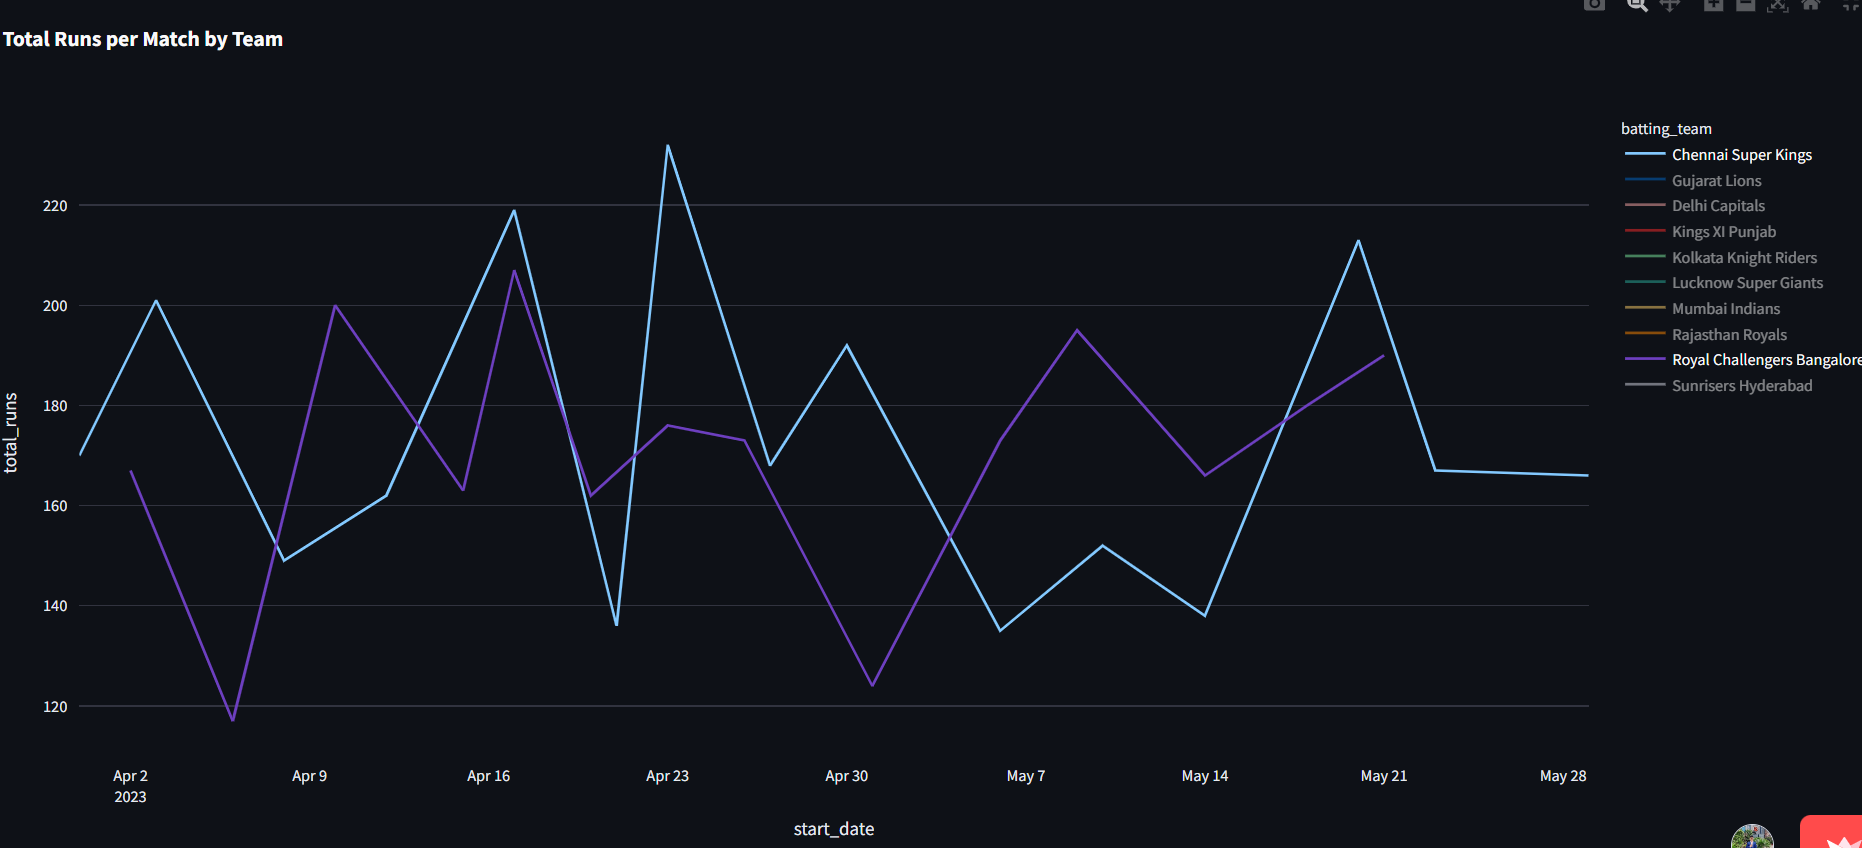 Total Runs per Match by Team
batting_team
Chennai Super Kings
Gujarat Lions
Delhi Capitals
Kings XI Punjab
Kolkata Knight Riders
Lucknow Super Giants
Mumbai Indians
Rajasthan Royals
Royal Challengers Bangalore
Sunrisers Hyderabad
total_runs
220
200
180
160
140
120
Apr 2
2023
Apr 9
Apr 16
Apr 23
Apr 30
May 7
May 14
May 21
May 28
start_date